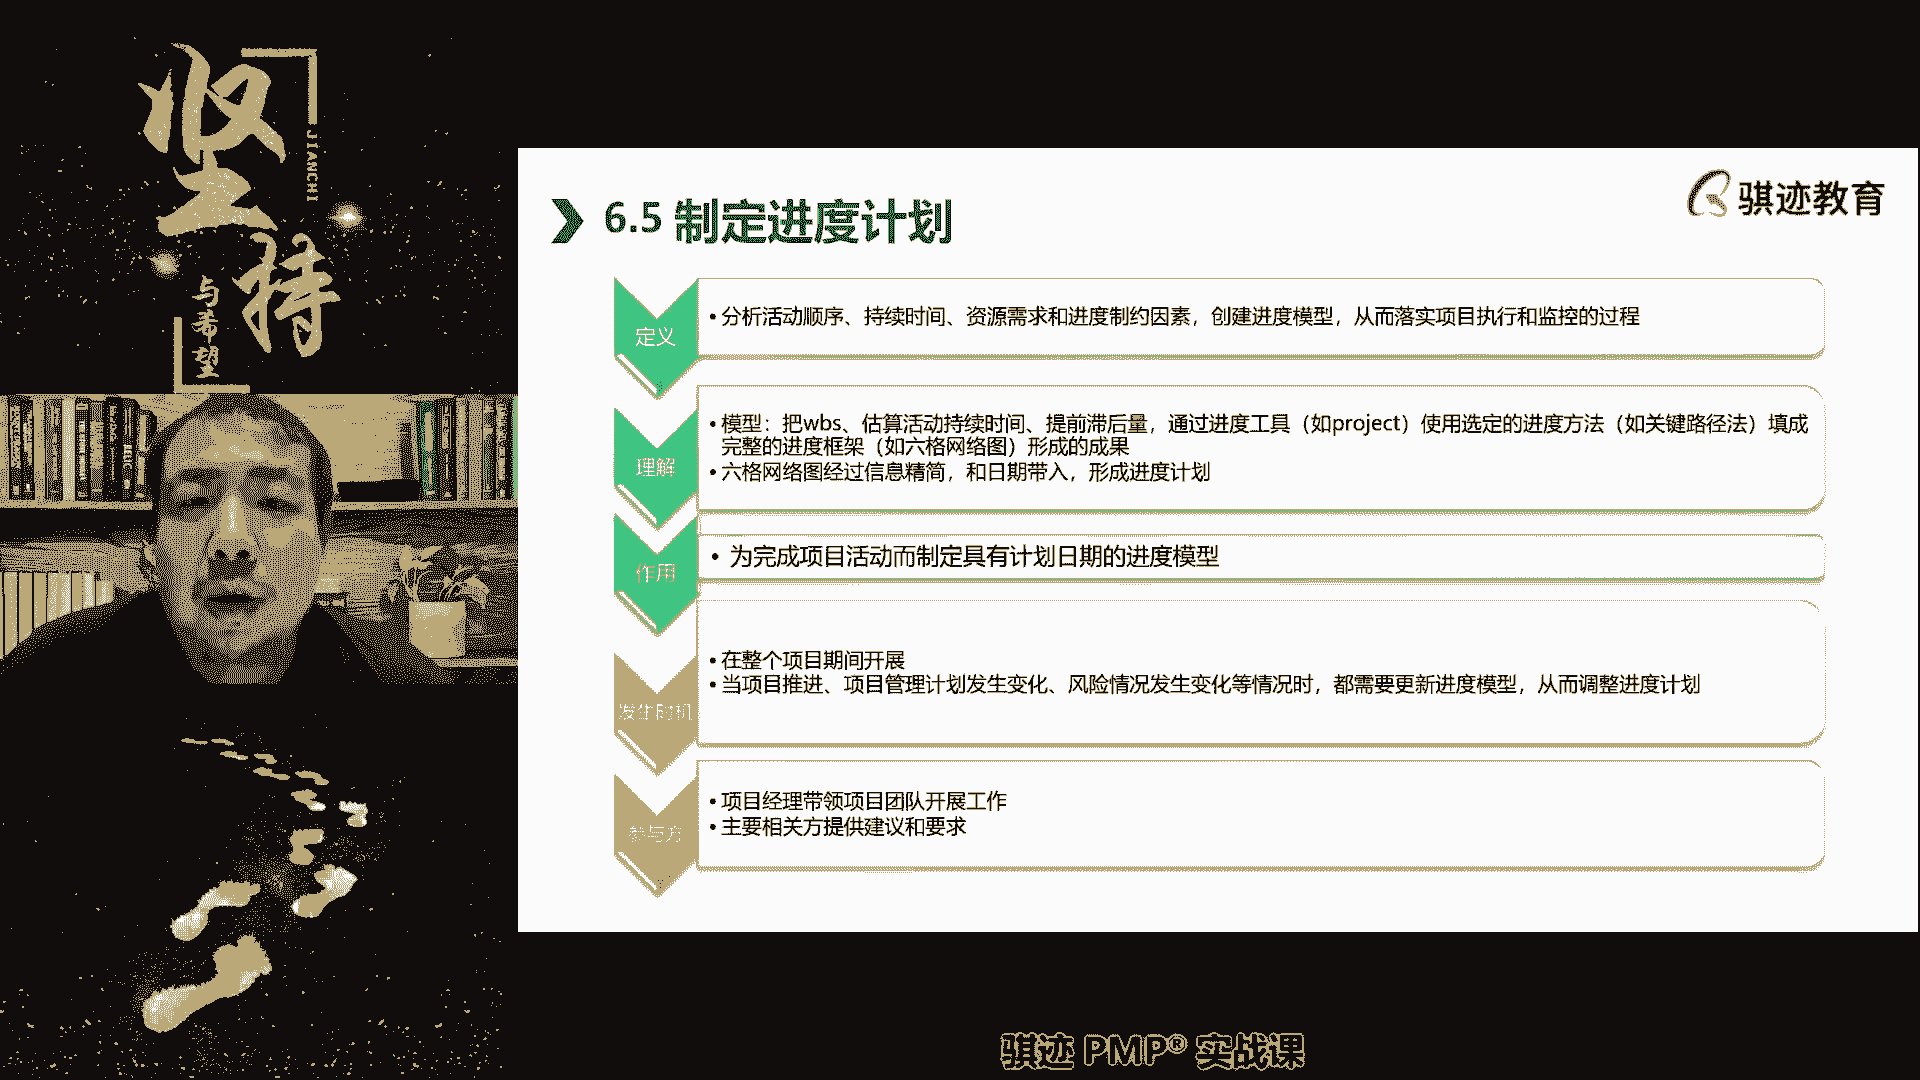 坚持
JIANCHI
与希望
骐迹教育
6.5 制定进度计划
定义
•分析活动顺序、持续时间、资源需求和进度制约因素，创建进度模型，从而落实项目执行和监控的过程
理解
•模型：把wbs、估算活动持续时间、提前滞后量，通过进度工具（如project）使用选定的进度方法（如关键路径法）填成
完整的进度框架（如六格网络图）形成的成果
•六格网络图经过信息精简，和日期带入，形成进度计划
作用
• 为完成项目活动而制定具有计划日期的进度模型
发生时机
•在整个项目期间开展
•当项目推进、项目管理计划发生变化、风险情况发生变化等情况时，都需要更新进度模型，从而调整进度计划
参与方
•项目经理带领项目团队开展工作
•主要相关方提供建议和要求
骐迹 PMP® 实战课